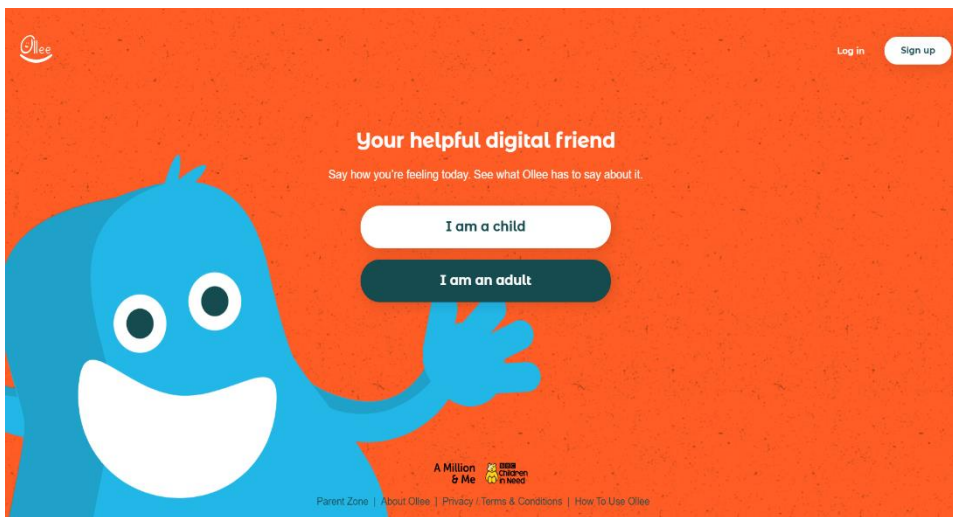 Ollee
Log in
Sign up
Your helpful digital friend
Say how you're feeling today. See what Ollee has to say about it.
I am a child
I am an adult
A Million
& Me
BBC
Children
in Need
Parent Zone | About Ollee | Privacy / Terms & Conditions | How To Use Ollee